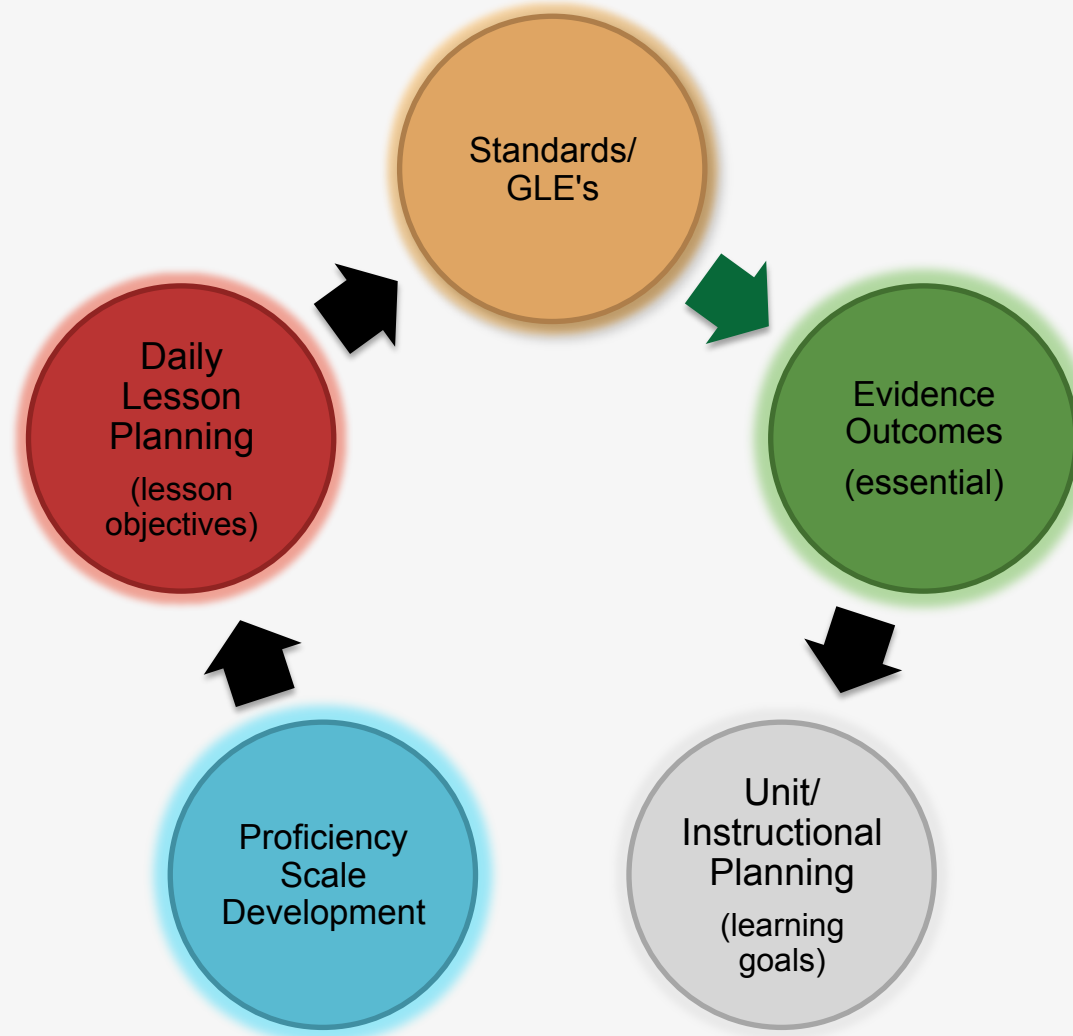 Standards/
GLE's
Evidence
Outcomes
(essential)
Unit/
Instructional
Planning
(learning
goals)
Proficiency
Scale
Development
Daily
Lesson
Planning
(lesson
objectives)